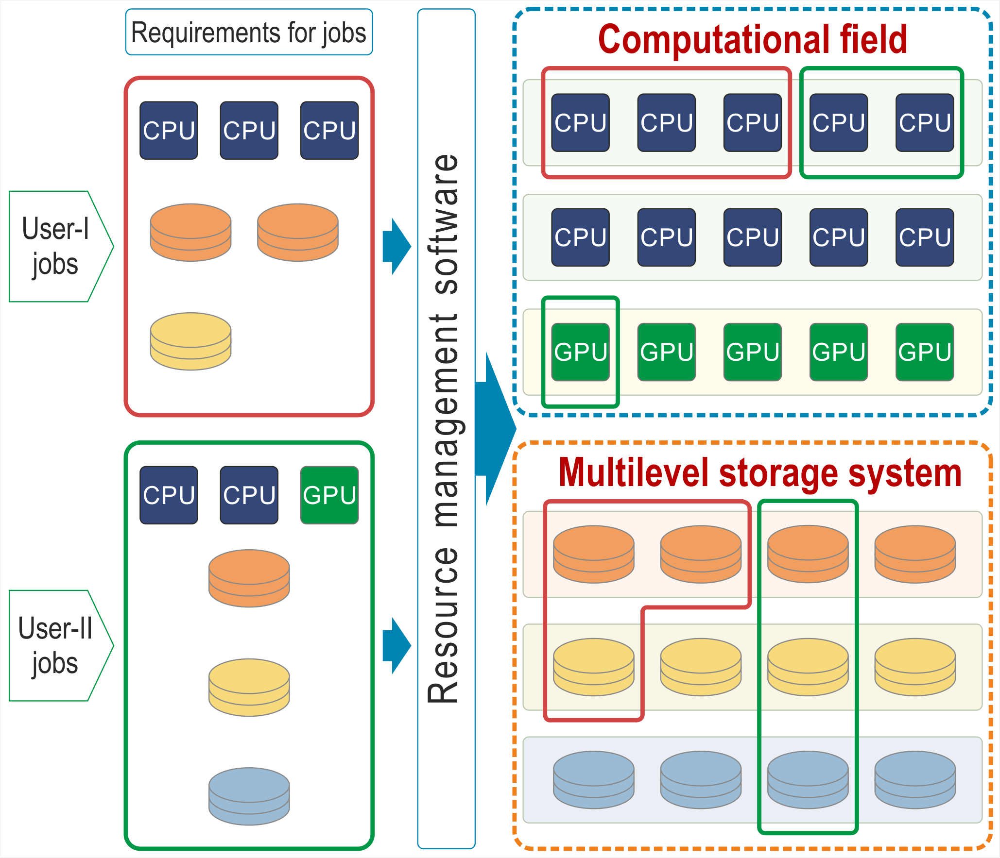 Requirements for jobs
CPU CPU CPU
User-I
jobs
CPU CPU GPU
User-II
jobs
Resource management software
Computational field
CPU CPU CPU CPU CPU
CPU CPU CPU CPU CPU
GPU GPU GPU GPU GPU
Multilevel storage system